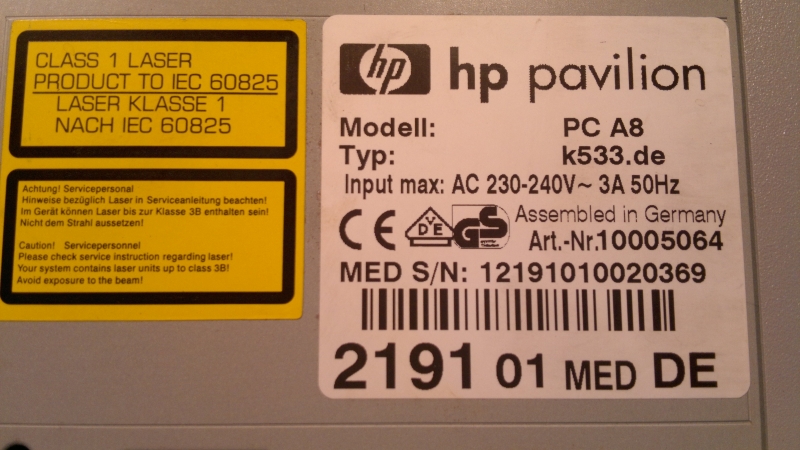 CLASS 1 LASER
PRODUCT TO IEC 60825
LASER KLASSE 1
NACH IEC 60825
Achtung! Servicepersonal
Hinweise bezüglich Laser in Serviceanleitung beachten!
Im Gerät können Laser bis zur Klasse 3B enthalten sein!
Nicht dem Strahl aussetzen!
Caution! Servicepersonnel
Please check service instruction regarding laser!
Your system contains laser units up to class 3B!
Avoid exposure to the beam!
hp hp pavilion
Modell: PC A8
Typ: k533.de
Input max: AC 230-240V~ 3A 50Hz
CE VDE GS Assembled in Germany
Art.-Nr.10005064
MED S/N: 12191010020369
2191 01 MED DE